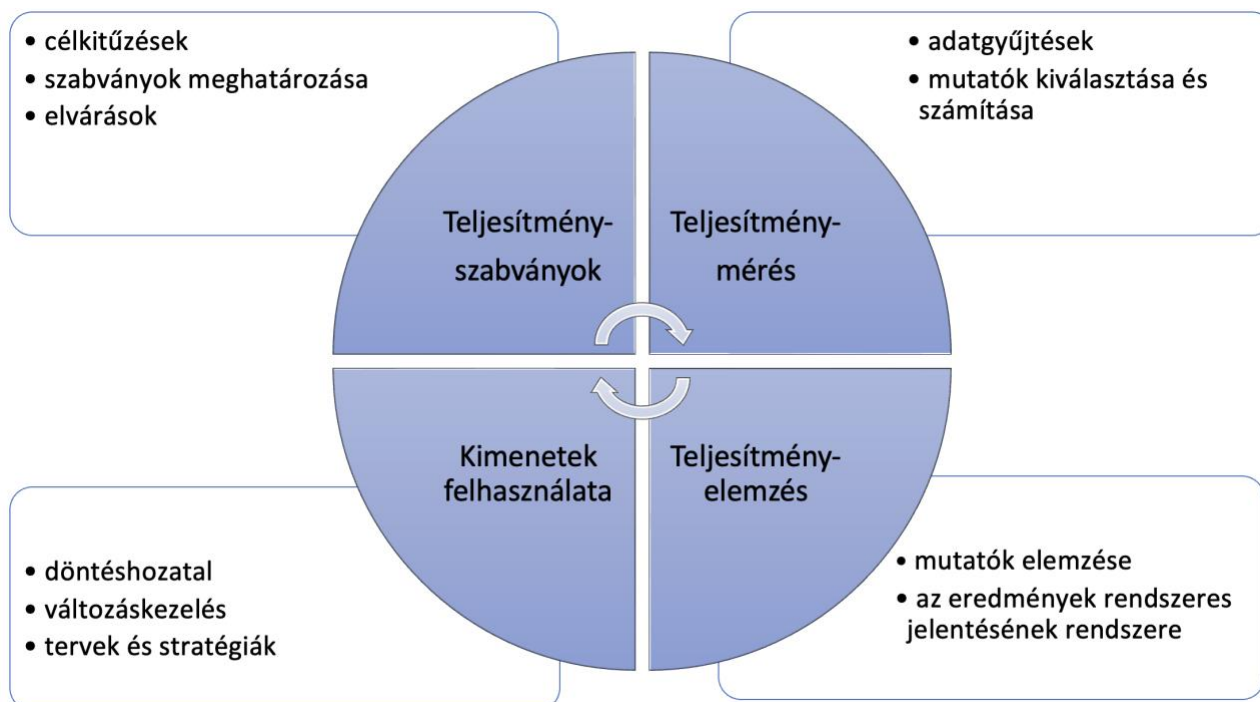 • célkitűzések
• szabványok meghatározása
• elvárások
• adatgyűjtések
• mutatók kiválasztása és
számítása
Teljesítmény-
szabványok
Teljesítmény-
mérés
Kimenetek
felhasználata
Teljesítmény-
elemzés
• döntéshozatal
• változáskezelés
• tervek és stratégiák
• mutatók elemzése
• az eredmények rendszeres
jelentésének rendszere